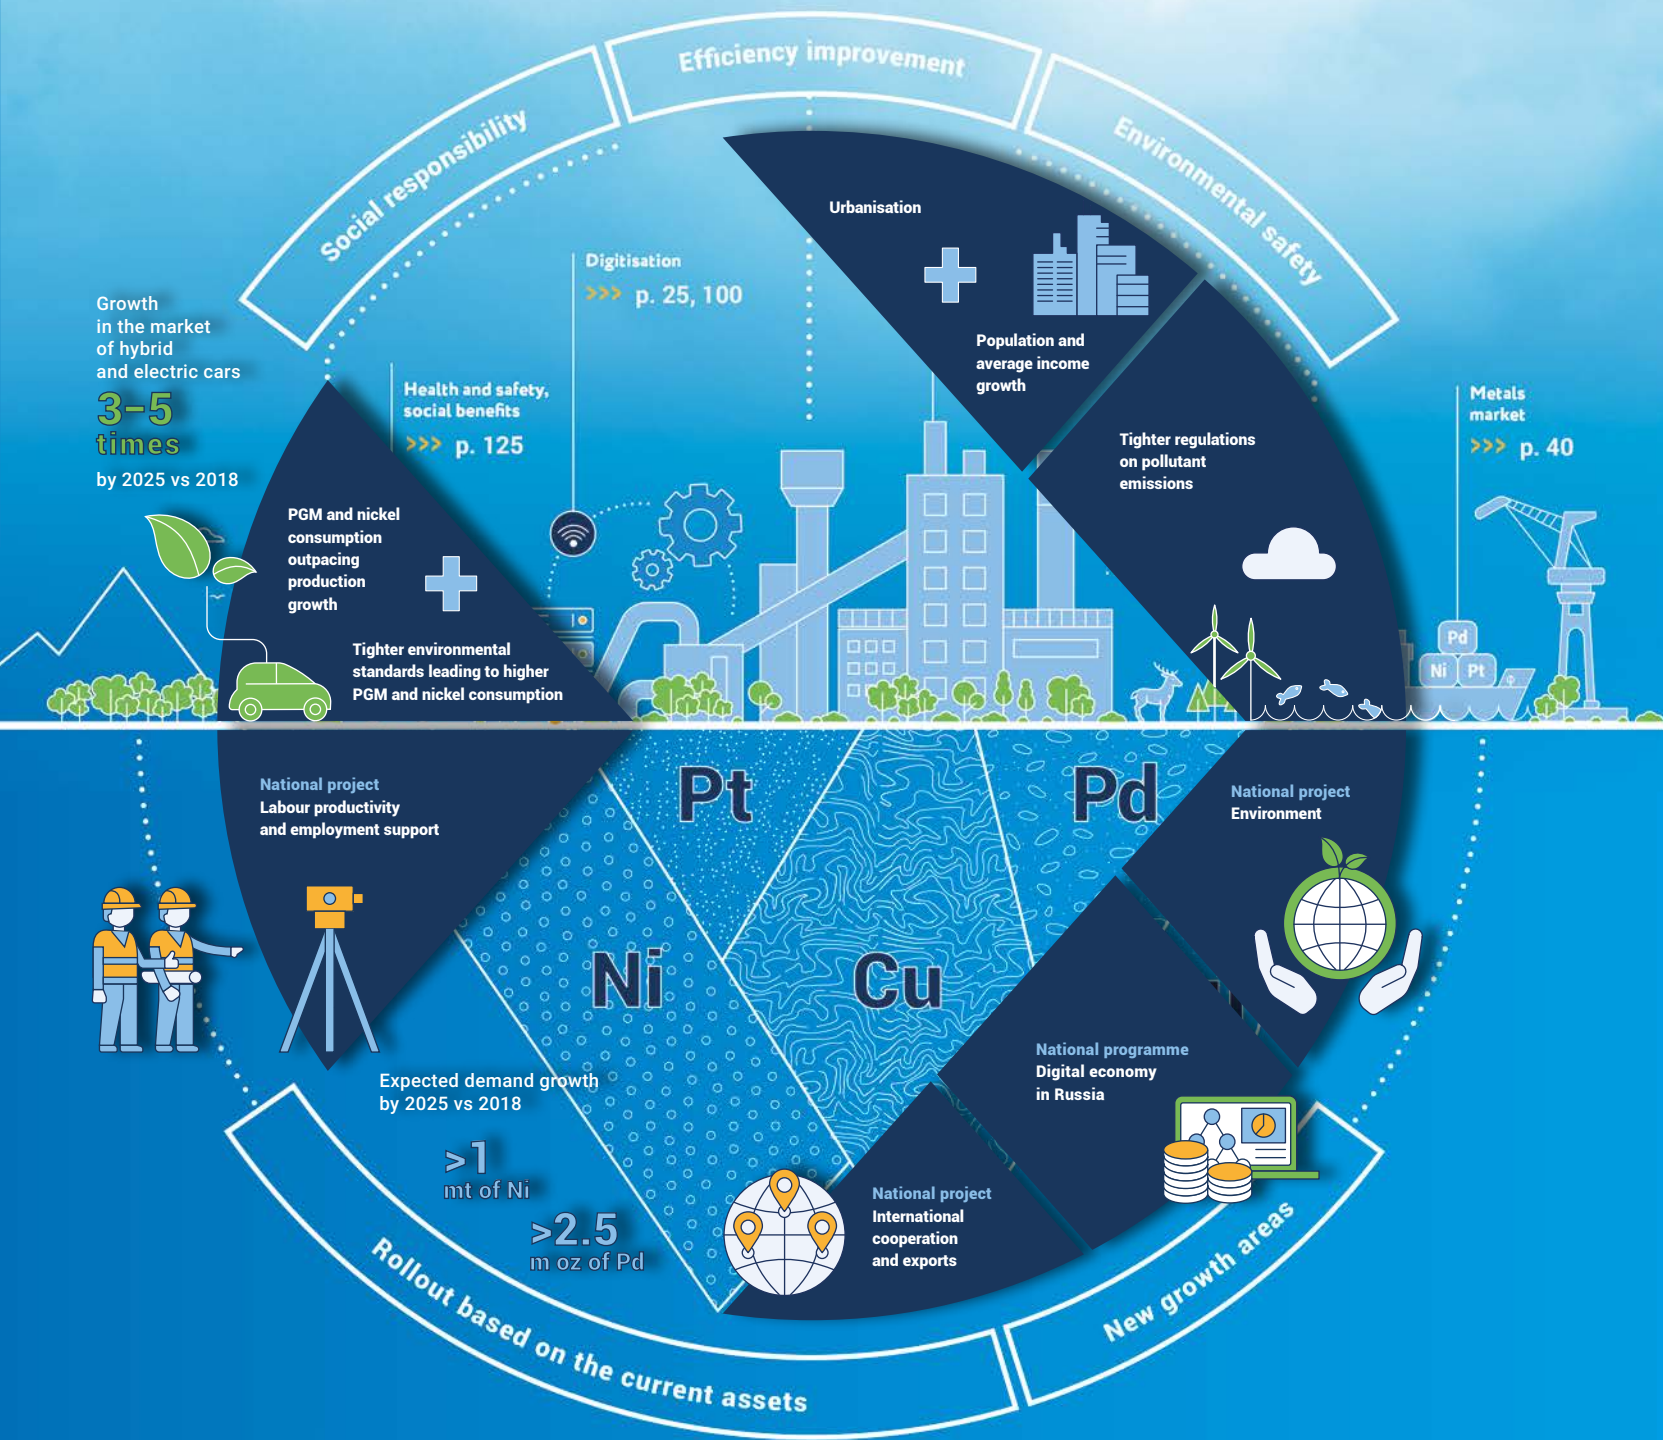 Efficiency improvement
Social responsibility
Environmental safety
Urbanisation
Population and
average income
growth
Digitisation
>>> p. 25, 100
Growth
in the market
of hybrid
and electric cars
3–5
times
by 2025 vs 2018
Health and safety,
social benefits
>>> p. 125
Metals
market
>>> p. 40
Tighter regulations
on pollutant
emissions
PGM and nickel
consumption
outpacing
production
growth
Tighter environmental
standards leading to higher
PGM and nickel consumption
Pd
Ni
Pt
National project
Labour productivity
and employment support
Pt
Pd
Ni
Cu
National project
Environment
National programme
Digital economy
in Russia
Expected demand growth
by 2025 vs 2018
>1
mt of Ni
>2.5
m oz of Pd
National project
International
cooperation
and exports
Rollout based on the current assets
New growth areas